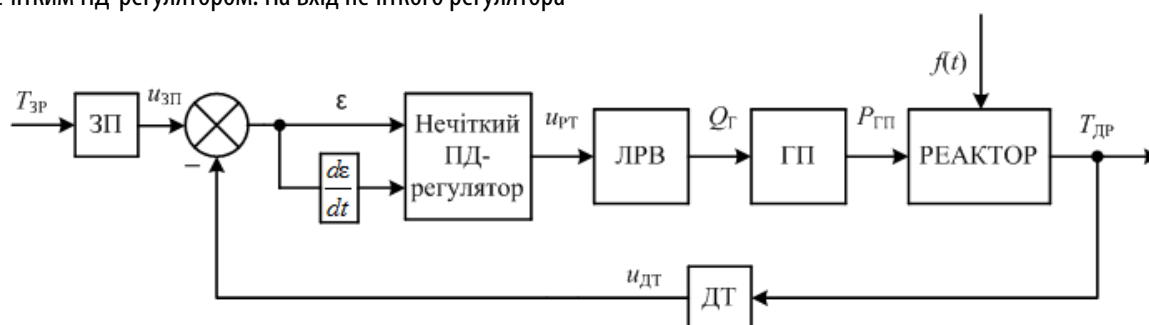 нечітким ПД-регулятором. На вхід нечіткого регулятора
f(t)
T_ЗР
ЗП
u_ЗП
–
ε
dε
dt
Нечіткий
ПД-
регулятор
u_РТ
ЛРВ
Q_Г
ГП
P_ГП
РЕАКТОР
T_ДР
u_ДТ
ДТ